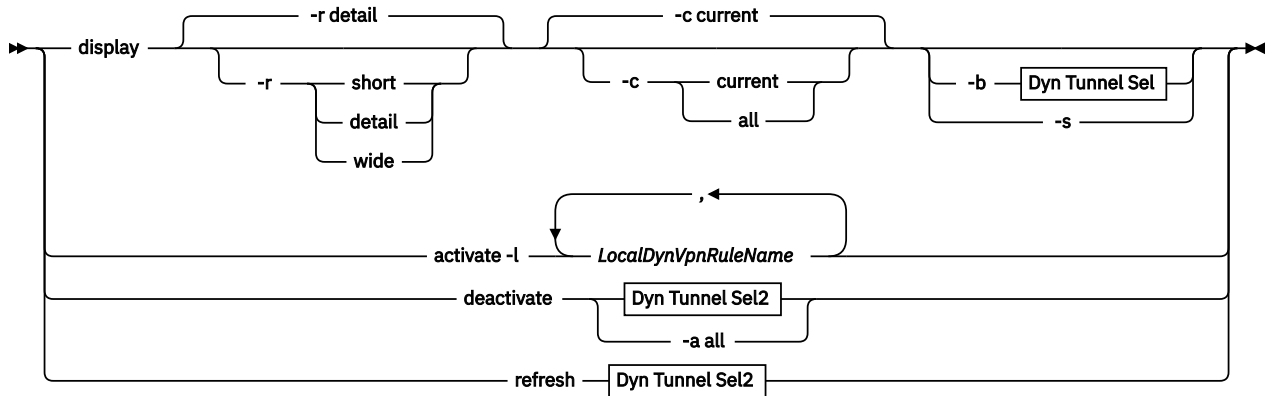 -r detail -c current
display
-r short -c current -b Dyn Tunnel Sel
detail all -s
wide
,
activate -l LocalDynVpnRuleName
deactivate Dyn Tunnel Sel2
-a all
refresh Dyn Tunnel Sel2